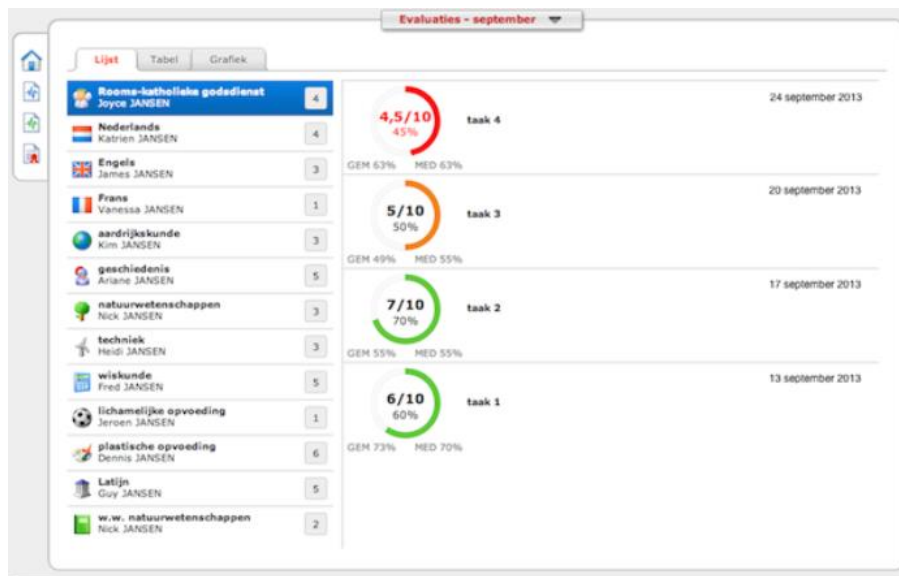 Evaluaties - september
Lijst Tabel Grafiek
Rooms-katholieke godsdienst
Joyce JANSEN
4
Nederlands
Katrien JANSEN
4
Engels
James JANSEN
3
Frans
Vanessa JANSEN
1
aardrijkskunde
Kim JANSEN
3
geschiedenis
Ariane JANSEN
5
natuurwetenschappen
Nick JANSEN
3
techniek
Heidi JANSEN
3
wiskunde
Fred JANSEN
5
lichamelijke opvoeding
Jeroen JANSEN
1
plastische opvoeding
Dennis JANSEN
6
Latijn
Guy JANSEN
5
w.w. natuurwetenschappen
Nick JANSEN
2
24 september 2013
4,5/10
45%
taak 4
GEM 63% MED 63%
20 september 2013
5/10
50%
taak 3
GEM 49% MED 55%
17 september 2013
7/10
70%
taak 2
GEM 55% MED 55%
13 september 2013
6/10
60%
taak 1
GEM 73% MED 70%